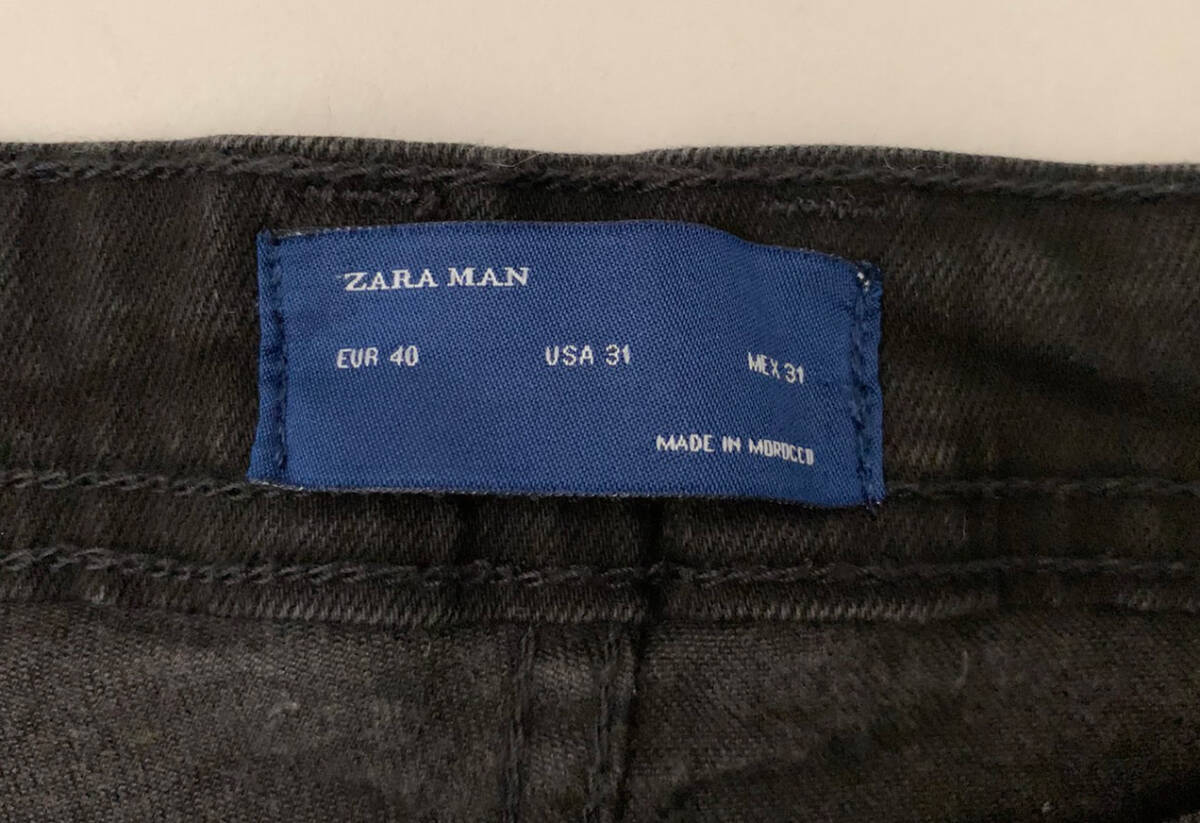 ZARA MAN
EUR 40 USA 31 MEX 31
MADE IN MOROCCO